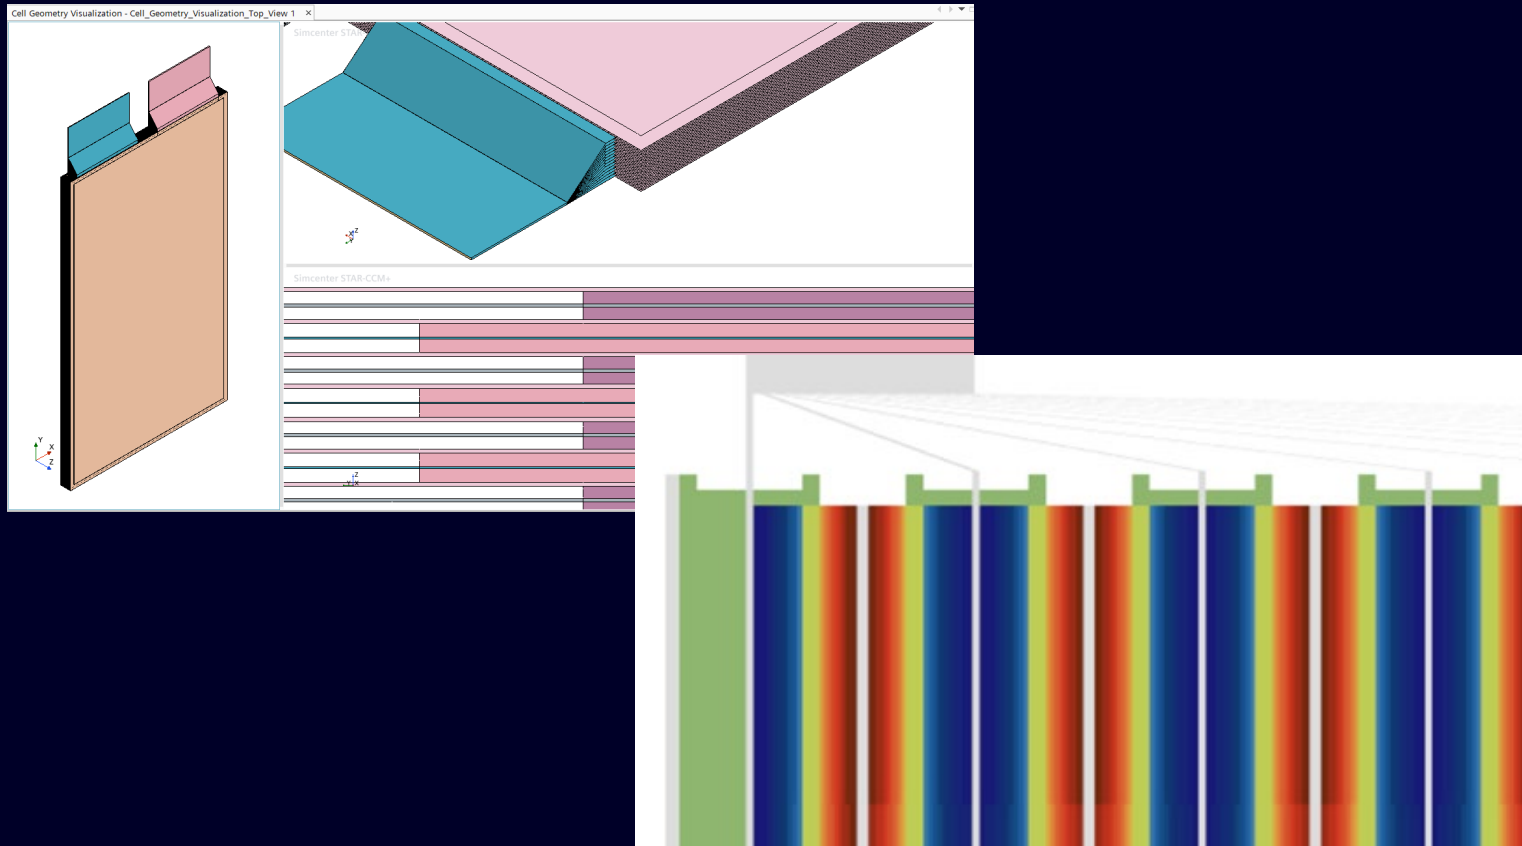 Cell Geometry Visualization - Cell_Geometry_Visualization_Top_View 1
Simcenter STAR
Simcenter STAR-CCM+
Y
X
Z
Z
Y
Z
X